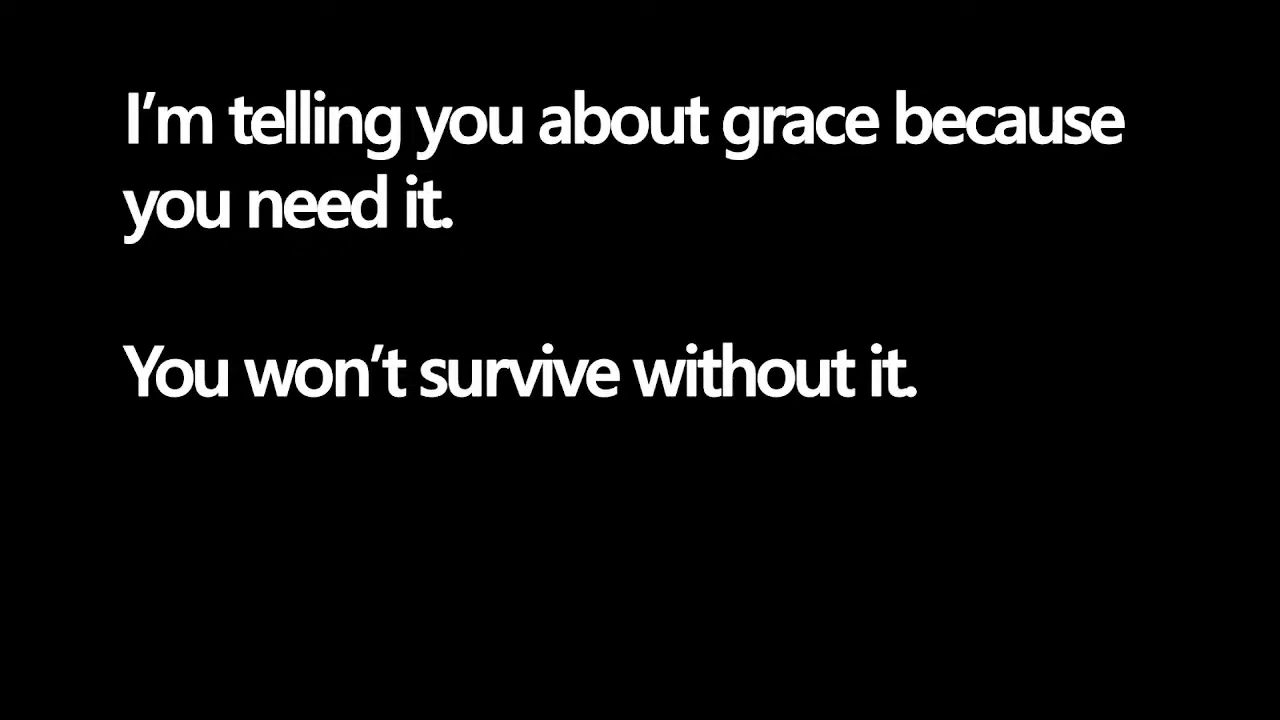 I’m telling you about grace because
you need it.
You won’t survive without it.